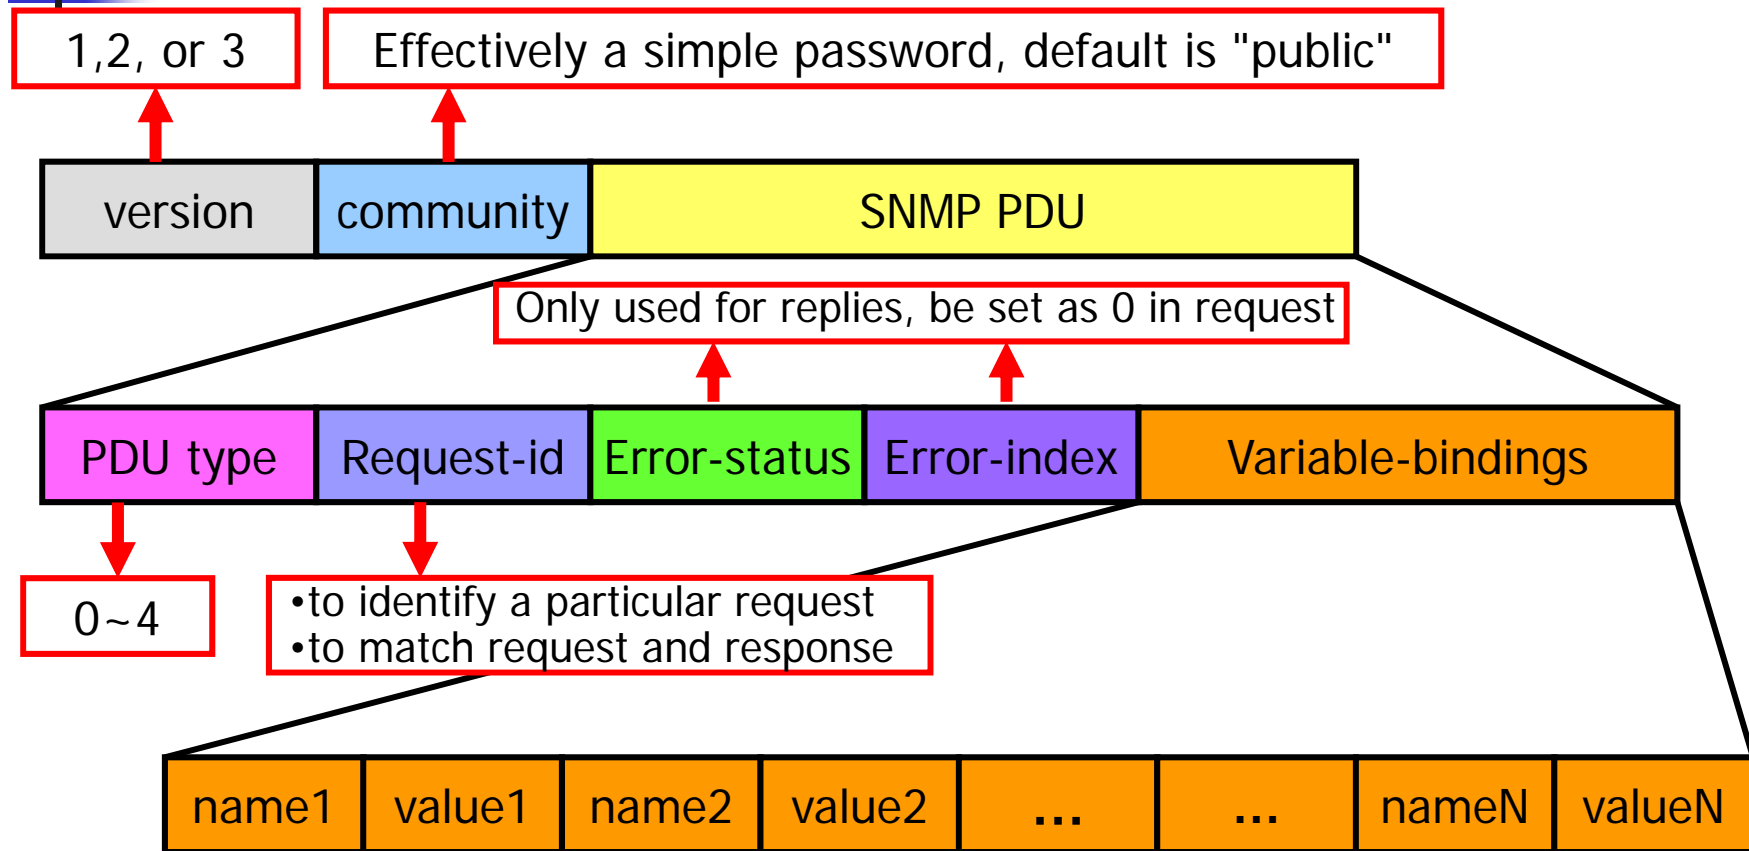 1,2, or 3
Effectively a simple password, default is "public"
version
community
SNMP PDU
Only used for replies, be set as 0 in request
PDU type
Request-id
Error-status
Error-index
Variable-bindings
0~4
•to identify a particular request
•to match request and response
name1
value1
name2
value2
...
...
nameN
valueN